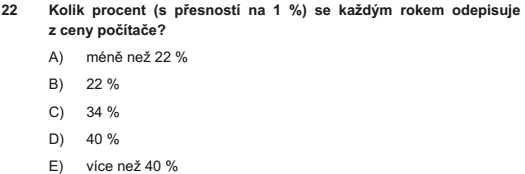 22 Kolik procent (s přesností na 1 %) se každým rokem odepisuje
z ceny počítače?
A) méně než 22 %
B) 22 %
C) 34 %
D) 40 %
E) více než 40 %